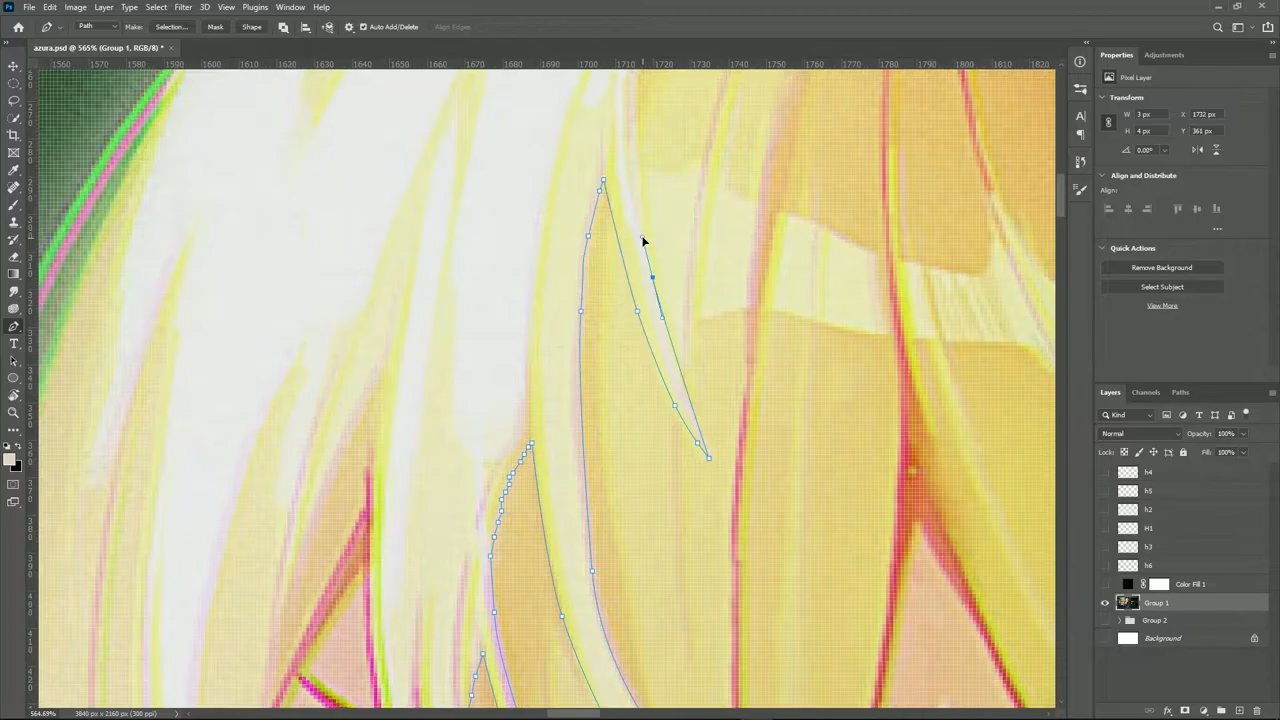 Ps File Edit Image Layer Type Select Filter 3D View Plugins Window Help
Path Make: Selection... Mask Shape Auto Add/Delete Align Edges
azura.psd @ 565% (Group 1, RGB/8) * ×
1560 1570 1580 1590 1600 1610 1620 1630 1640 1650 1660 1670 1680 1690 1700 1710 1720 1730 1740 1750 1760 1770 1780 1790 1800 1810 1820
Properties Adjustments
Pixel Layer
Transform
W 3 px X 1732 px
H 4 px Y 361 px
0.00°
Align and Distribute
Align:
...
Quick Actions
Remove Background
Select Subject
View More
Layers Channels Paths
Kind
Normal Opacity: 100%
Lock: Fill: 100%
h4
h5
h2
H1
h3
h6
Color Fill 1
Group 1
Group 2
Background
564.69% 3840 px x 2160 px (300 ppi)